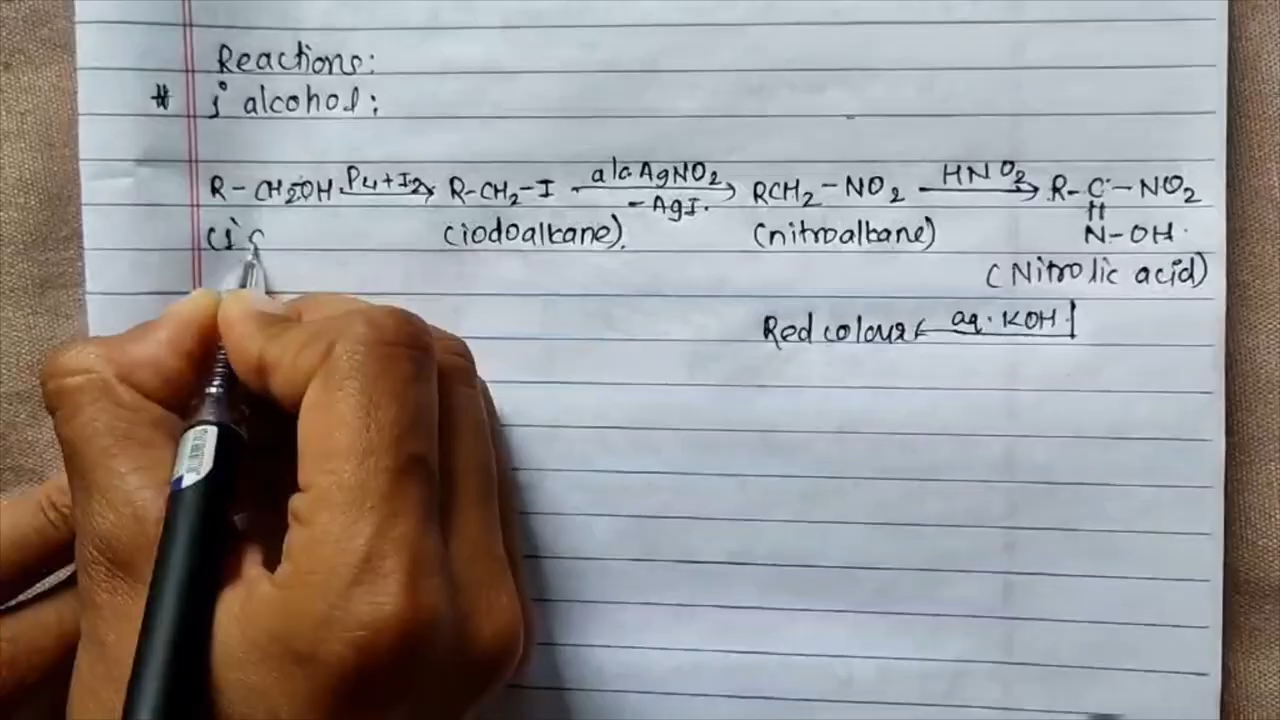 Reactions:
# 1° alcohol:
R-CH2OH P4+I2 → R-CH2-I alc AgNO2 → -AgI. RCH2-NO2 HNO2 → R-C-NO2
(1° (iodoalkane). (nitroalkane) N-OH.
(Nitrolic acid)
Red colour ← aq. KOH